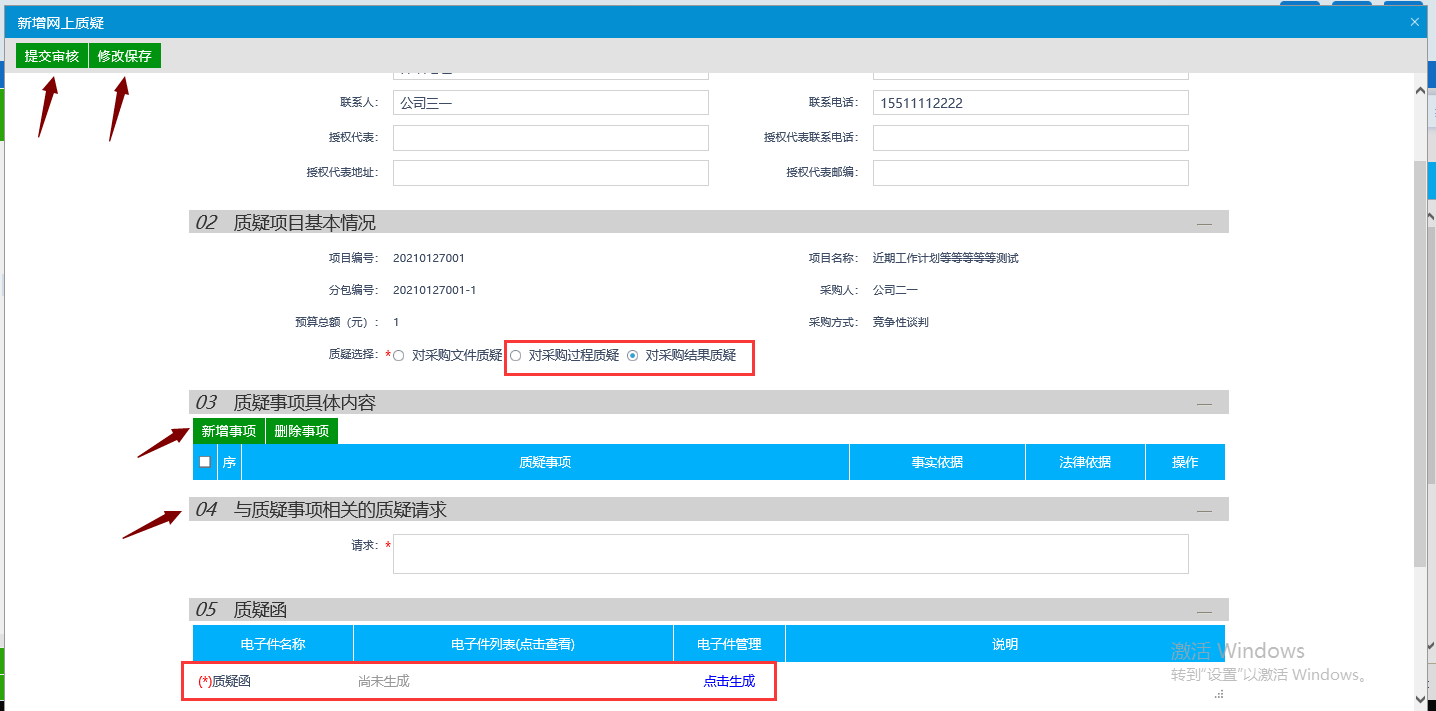 新增网上质疑
×
提交审核 修改保存
联系人: 公司三一 联系电话: 15511112222
授权代表: 授权代表联系电话:
授权代表地址: 授权代表邮编:
02 质疑项目基本情况 —
项目编号: 20210127001 项目名称: 近期工作计划等等等等等测试
分包编号: 20210127001-1 采购人: 公司二一
预算总额（元）: 1 采购方式: 竞争性谈判
质疑选择: * 对采购文件质疑 对采购过程质疑 对采购结果质疑
03 质疑事项具体内容 —
新增事项 删除事项
序 质疑事项 事实依据 法律依据 操作
04 与质疑事项相关的质疑请求 —
请求: *
05 质疑函 —
电子件名称 电子件列表(点击查看) 电子件管理 说明
(*)质疑函 尚未生成 点击生成
激活 Windows
转到"设置"以激活 Windows。